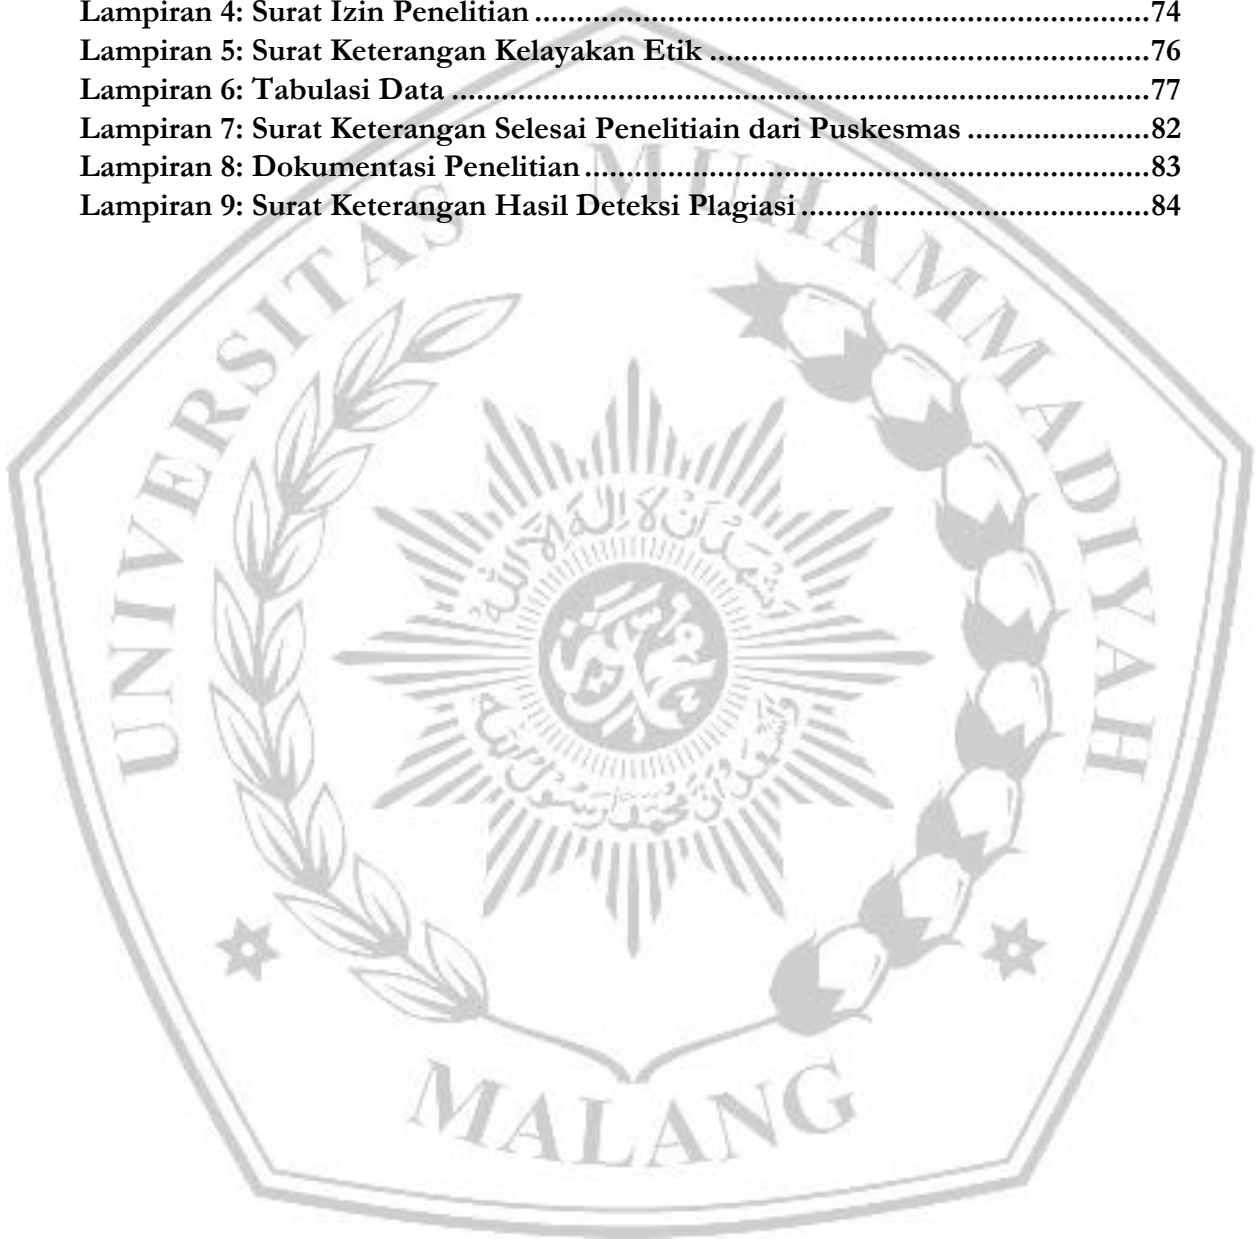 Lampiran 4: Surat Izin Penelitian..........................................................................74
Lampiran 5: Surat Keterangan Kelayakan Etik.....................................................76
Lampiran 6: Tabulasi Data....................................................................................77
Lampiran 7: Surat Keterangan Selesai Penelitiain dari Puskesmas......................82
Lampiran 8: Dokumentasi Penelitian....................................................................83
Lampiran 9: Surat Keterangan Hasil Deteksi Plagiasi..........................................84
UNIVERSITAS MUHAMMADIYAH
MALANG